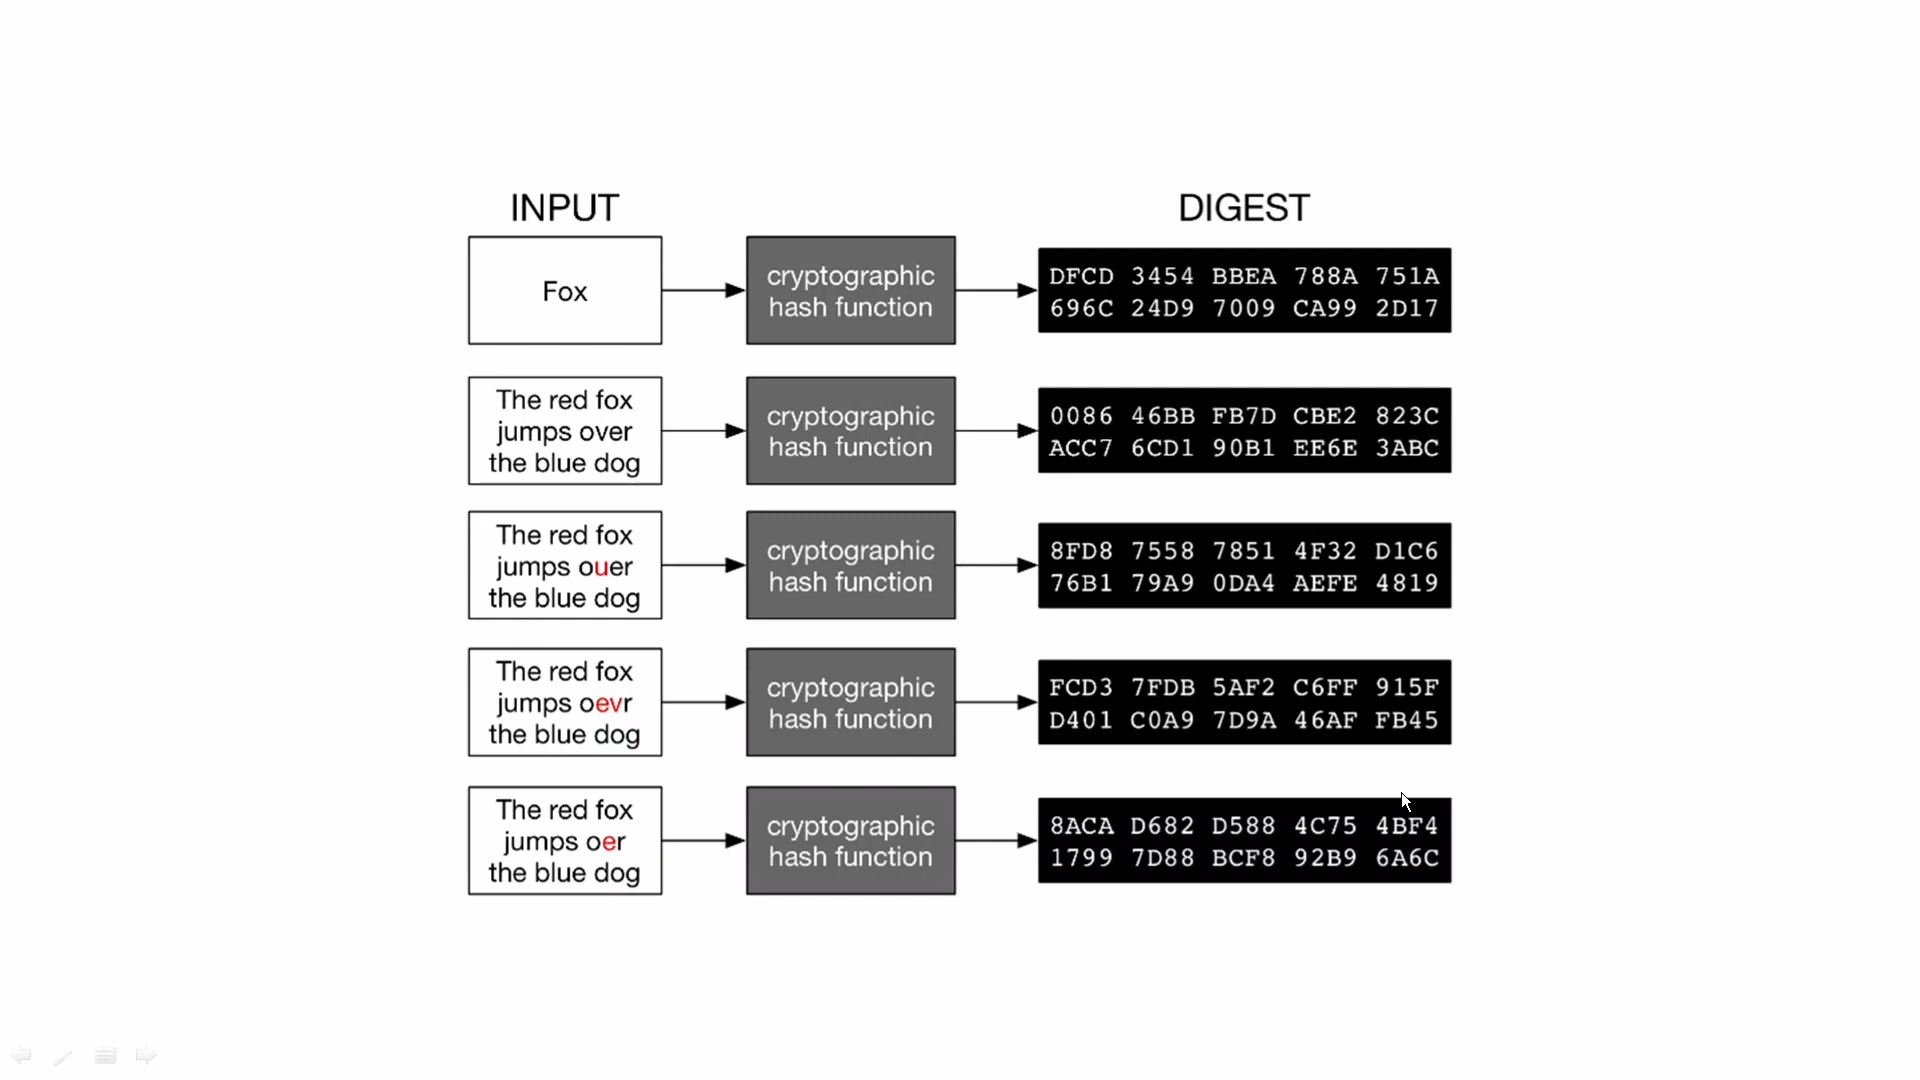 INPUT
DIGEST
Fox
cryptographic
hash function
DFCD 3454 BBEA 788A 751A
696C 24D9 7009 CA99 2D17
The red fox
jumps over
the blue dog
cryptographic
hash function
0086 46BB FB7D CBE2 823C
ACC7 6CD1 90B1 EE6E 3ABC
The red fox
jumps ouer
the blue dog
cryptographic
hash function
8FD8 7558 7851 4F32 D1C6
76B1 79A9 0DA4 AEFE 4819
The red fox
jumps oevr
the blue dog
cryptographic
hash function
FCD3 7FDB 5AF2 C6FF 915F
D401 C0A9 7D9A 46AF FB45
The red fox
jumps oer
the blue dog
cryptographic
hash function
8ACA D682 D588 4C75 4BF4
1799 7D88 BCF8 92B9 6A6C